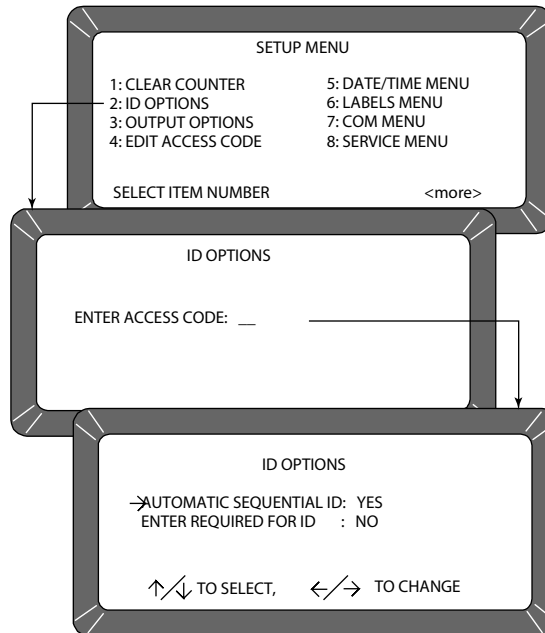 SETUP MENU
1: CLEAR COUNTER 5: DATE/TIME MENU
2: ID OPTIONS 6: LABELS MENU
3: OUTPUT OPTIONS 7: COM MENU
4: EDIT ACCESS CODE 8: SERVICE MENU
SELECT ITEM NUMBER <more>
ID OPTIONS
ENTER ACCESS CODE: __
ID OPTIONS
→AUTOMATIC SEQUENTIAL ID: YES
ENTER REQUIRED FOR ID : NO
↑/↓ TO SELECT, ←/→ TO CHANGE